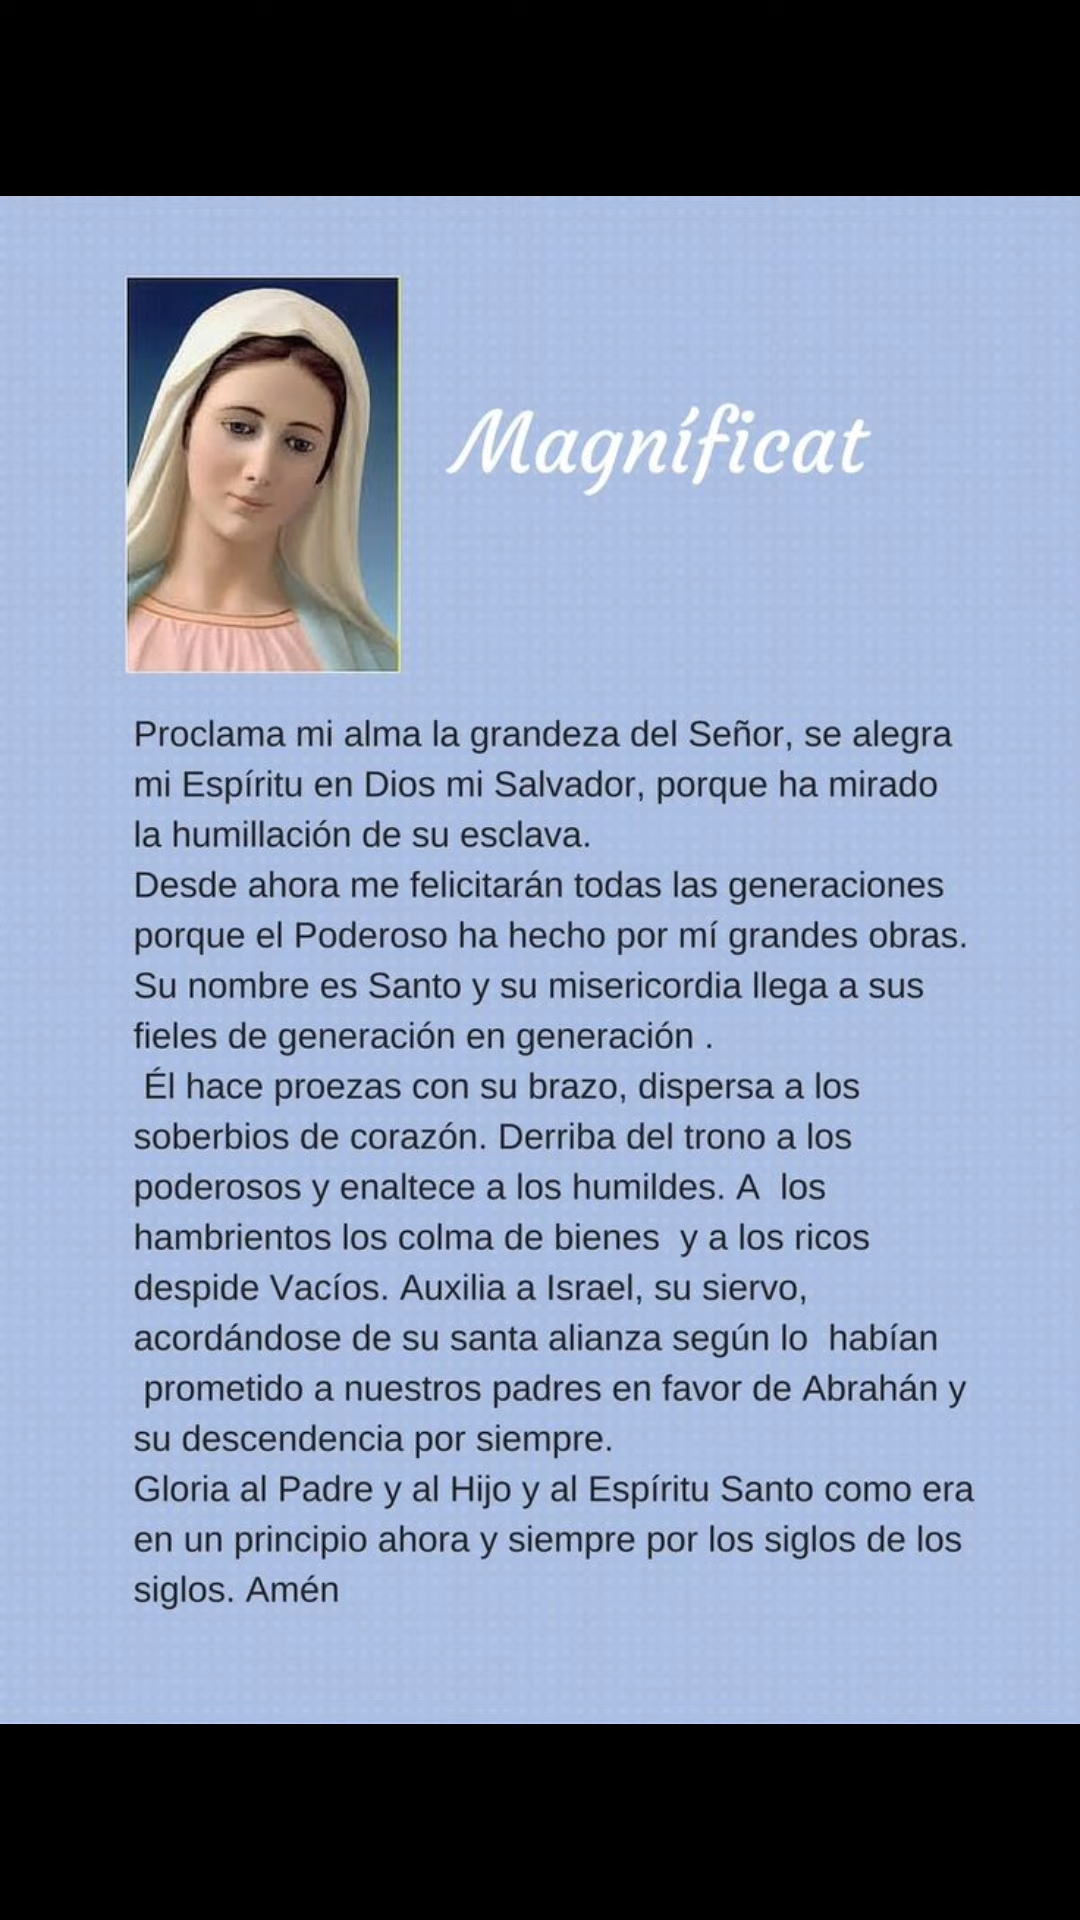 Magníficat
Proclama mi alma la grandeza del Señor, se alegra
mi Espíritu en Dios mi Salvador, porque ha mirado
la humillación de su esclava.
Desde ahora me felicitarán todas las generaciones
porque el Poderoso ha hecho por mí grandes obras.
Su nombre es Santo y su misericordia llega a sus
fieles de generación en generación .
Él hace proezas con su brazo, dispersa a los
soberbios de corazón. Derriba del trono a los
poderosos y enaltece a los humildes. A  los
hambrientos los colma de bienes  y a los ricos
despide Vacíos. Auxilia a Israel, su siervo,
acordándose de su santa alianza según lo  habían
prometido a nuestros padres en favor de Abrahán y
su descendencia por siempre.
Gloria al Padre y al Hijo y al Espíritu Santo como era
en un principio ahora y siempre por los siglos de los
siglos. Amén